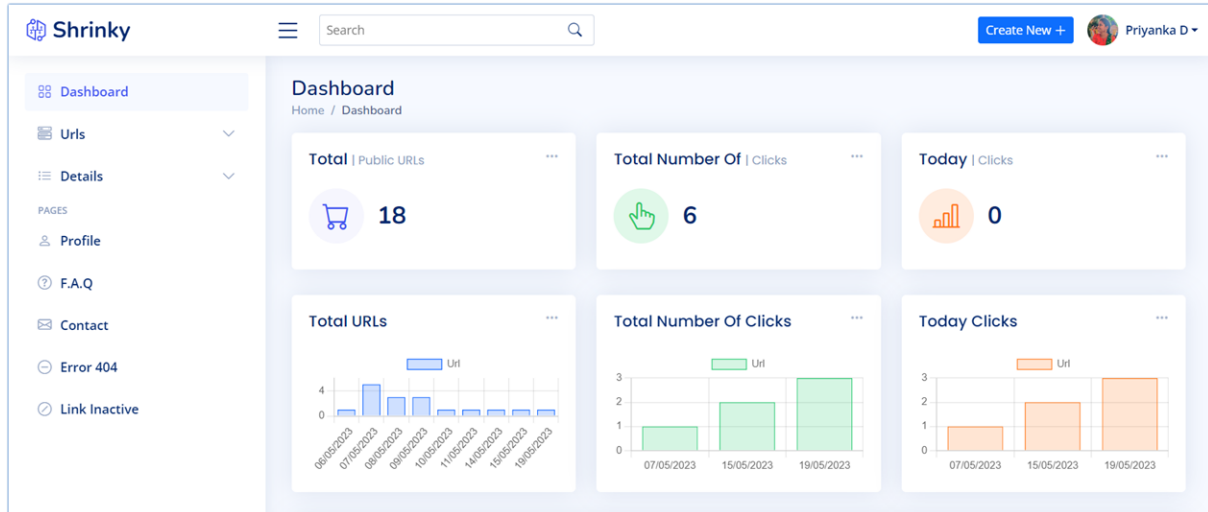 Shrinky
Search
Create New +
Priyanka D
Dashboard
Urls
Details
PAGES
Profile
F.A.Q
Contact
Error 404
Link Inactive
Dashboard
Home / Dashboard
Total | Public URLs
18
Total Number Of | Clicks
6
Today | Clicks
0
Total URLs
Url
4
0
06/05/2023
07/05/2023
08/05/2023
09/05/2023
10/05/2023
11/05/2023
14/05/2023
15/05/2023
19/05/2023
Total Number Of Clicks
Url
3
2
1
0
07/05/2023 15/05/2023 19/05/2023
Today Clicks
Url
3
2
1
0
07/05/2023 15/05/2023 19/05/2023